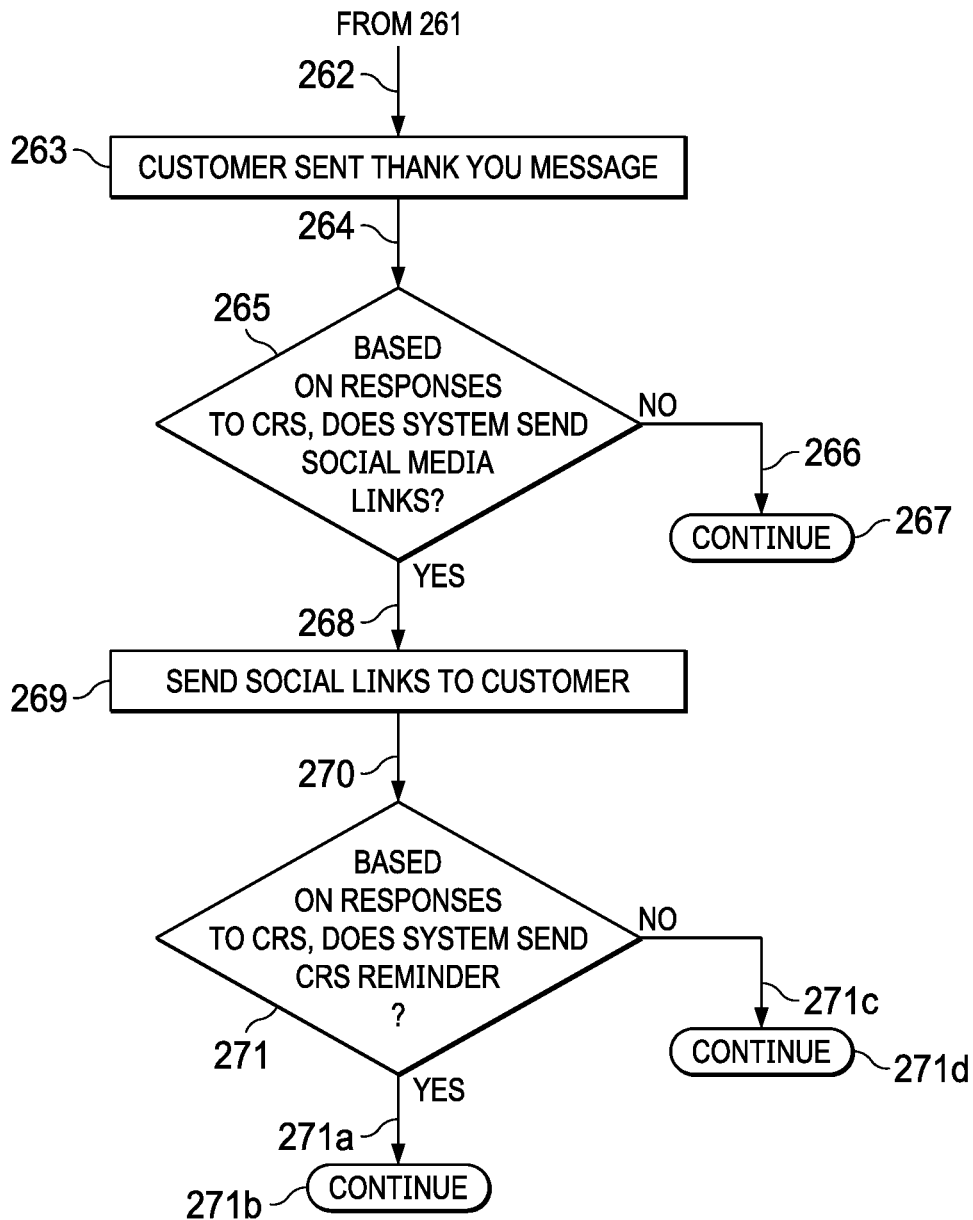 FROM 261
262
263
CUSTOMER SENT THANK YOU MESSAGE
264
265
BASED
ON RESPONSES
TO CRS, DOES SYSTEM SEND
SOCIAL MEDIA
LINKS?
NO
266
CONTINUE
267
YES
268
SEND SOCIAL LINKS TO CUSTOMER
269
270
BASED
ON RESPONSES
TO CRS, DOES SYSTEM SEND
CRS REMINDER
?
NO
271
271c
CONTINUE
271d
YES
271a
CONTINUE
271b